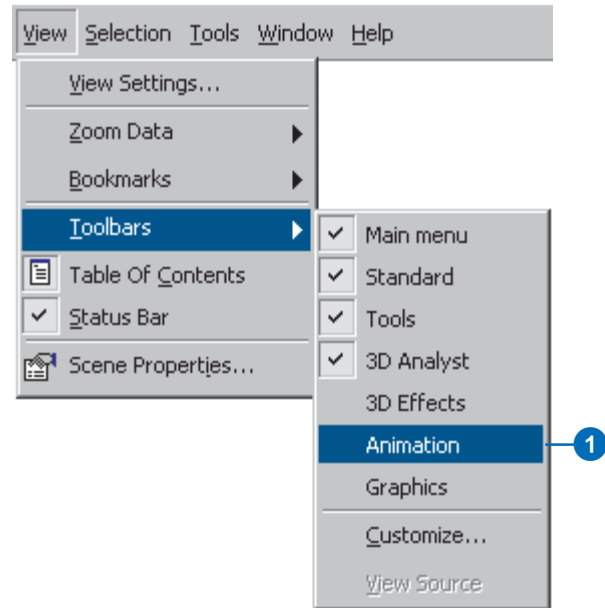 View Selection Tools Window Help
View Settings...
Zoom Data
Bookmarks
Toolbars
Table Of Contents
Status Bar
Scene Properties...
Main menu
Standard
Tools
3D Analyst
3D Effects
Animation
1
Graphics
Customize...
View Source